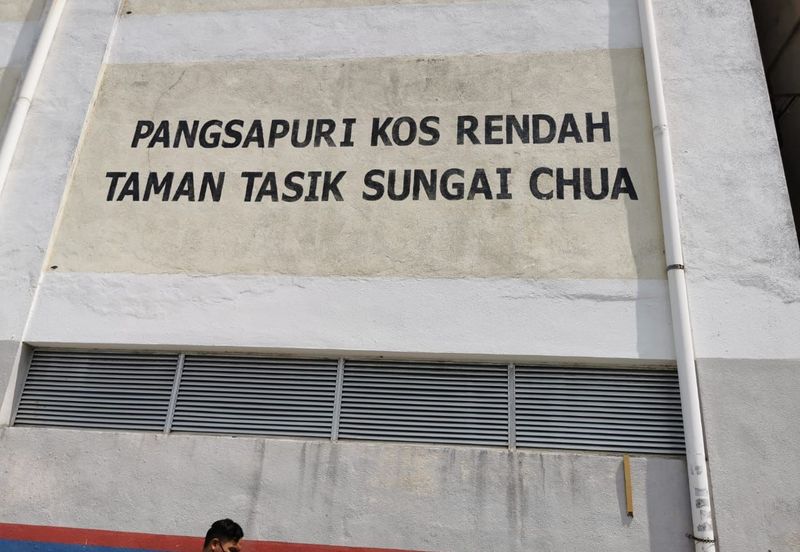 PANGSAPURI KOS RENDAH
TAMAN TASIK SUNGAI CHUA